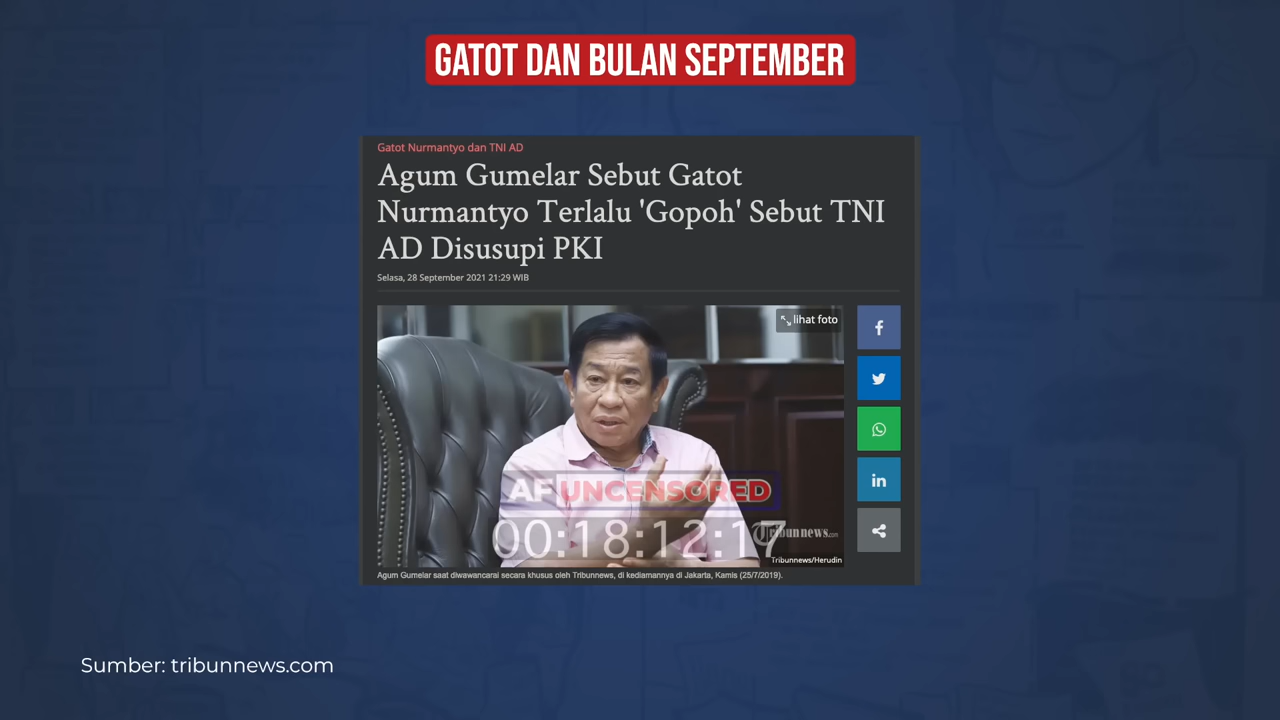 GATOT DAN BULAN SEPTEMBER
Gatot Nurmantyo dan TNI AD
Agum Gumelar Sebut Gatot
Nurmantyo Terlalu 'Gopoh' Sebut TNI
AD Disusupi PKI
Selasa, 28 September 2021 21:29 WIB
lihat foto
AF UNCENSORED
00:18:12:17
Tribunnews.com
Tribunnews/Herudin
Agum Gumelar saat diwawancarai secara khusus oleh Tribunnews, di kediamannya di Jakarta, Kamis (25/7/2019).
Sumber: tribunnews.com